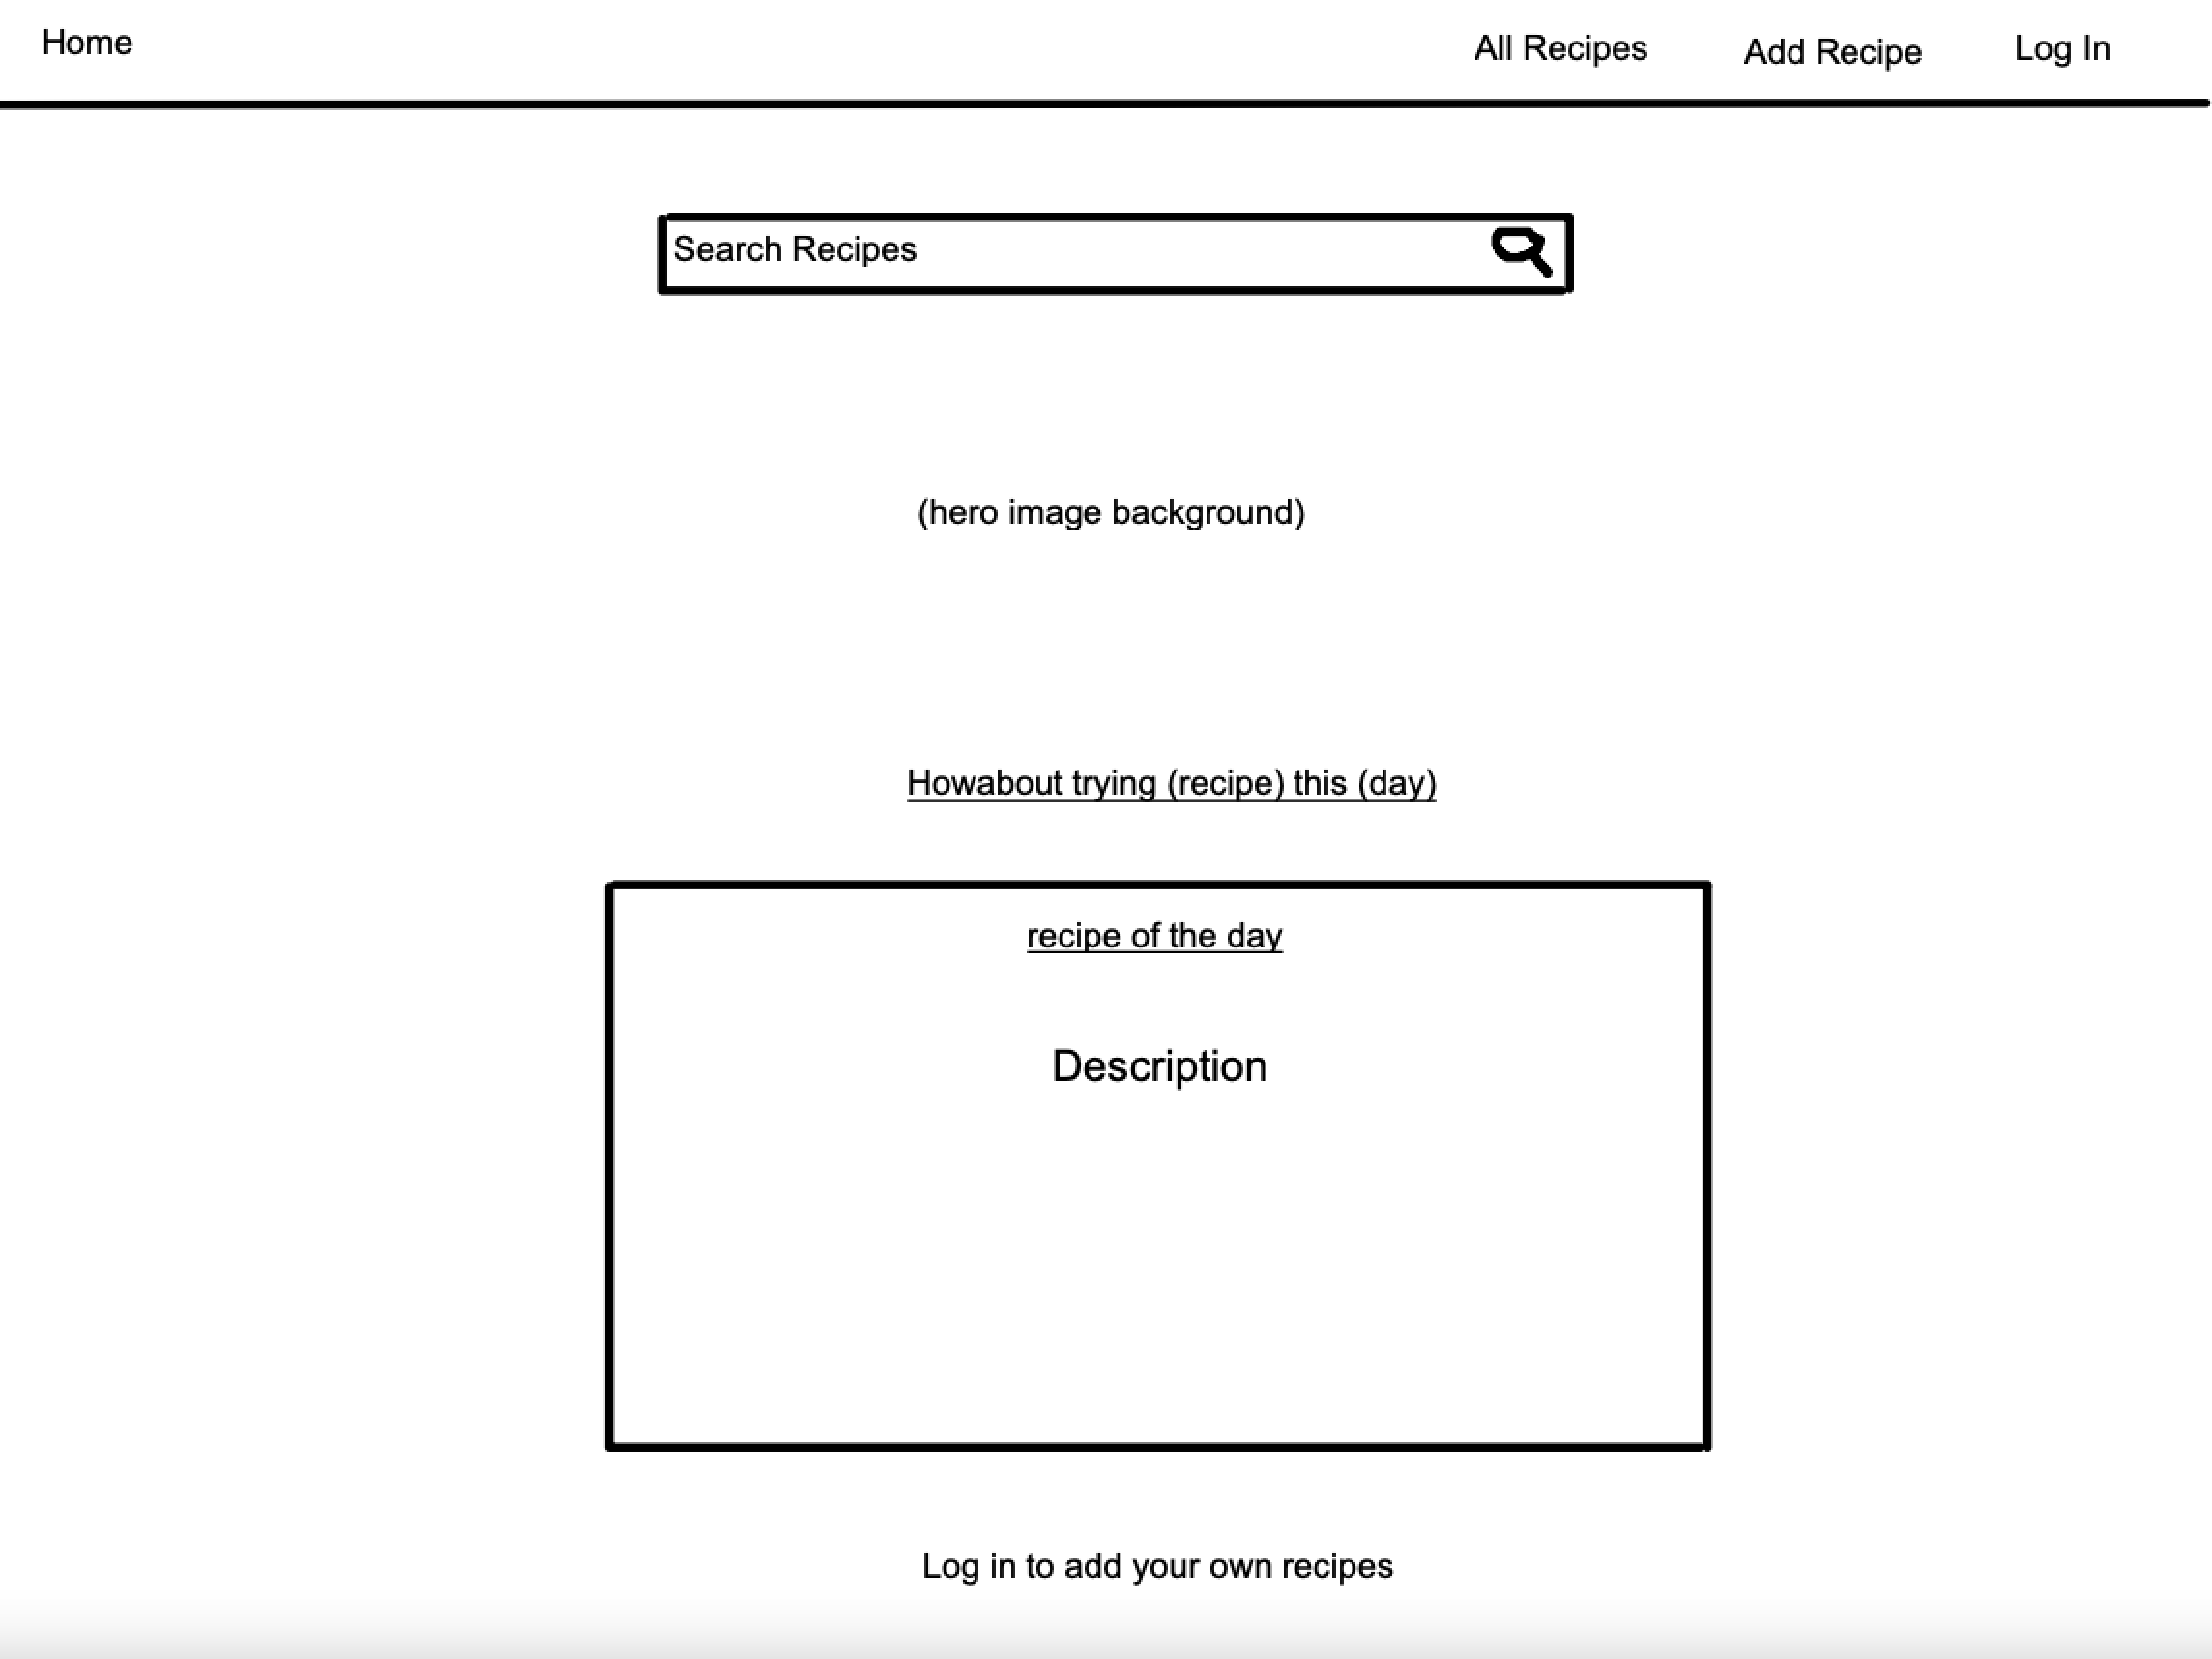 Home
All Recipes
Add Recipe
Log In
Search Recipes
(hero image background)
Howabout trying (recipe) this (day)
recipe of the day
Description
Log in to add your own recipes